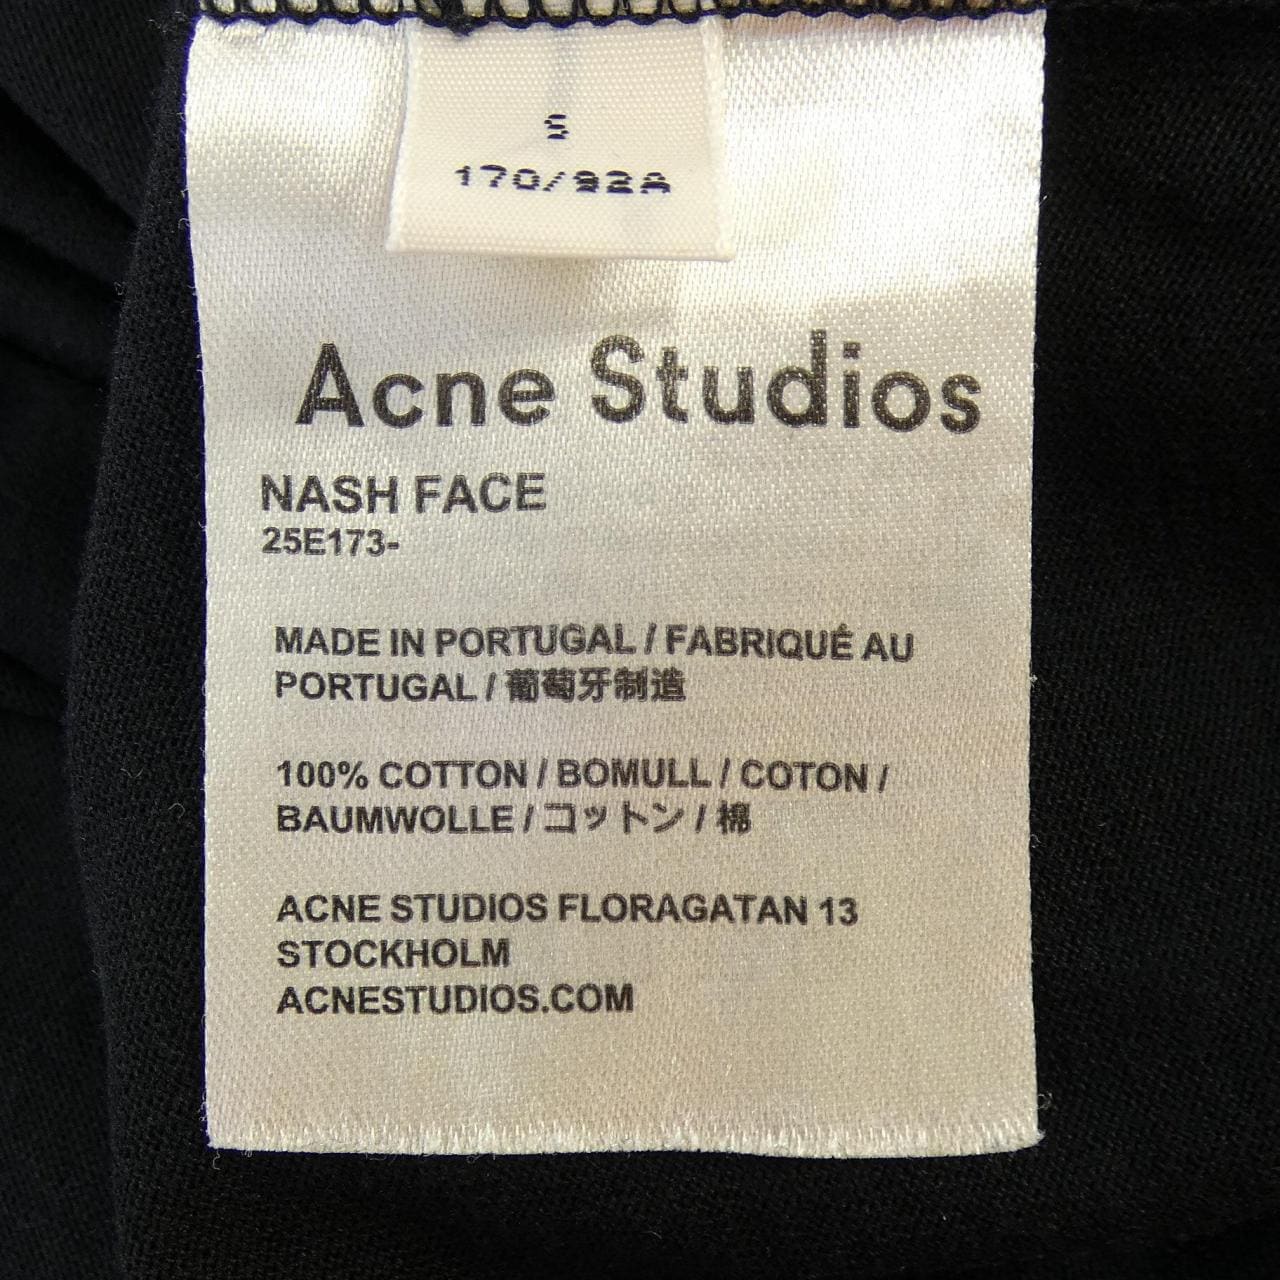 S
170/92A
Acne Studios
NASH FACE
25E173-
MADE IN PORTUGAL / FABRIQUÉ AU
PORTUGAL / 葡萄牙制造
100% COTTON / BOMULL / COTON /
BAUMWOLLE / コットン / 棉
ACNE STUDIOS FLORAGATAN 13
STOCKHOLM
ACNESTUDIOS.COM